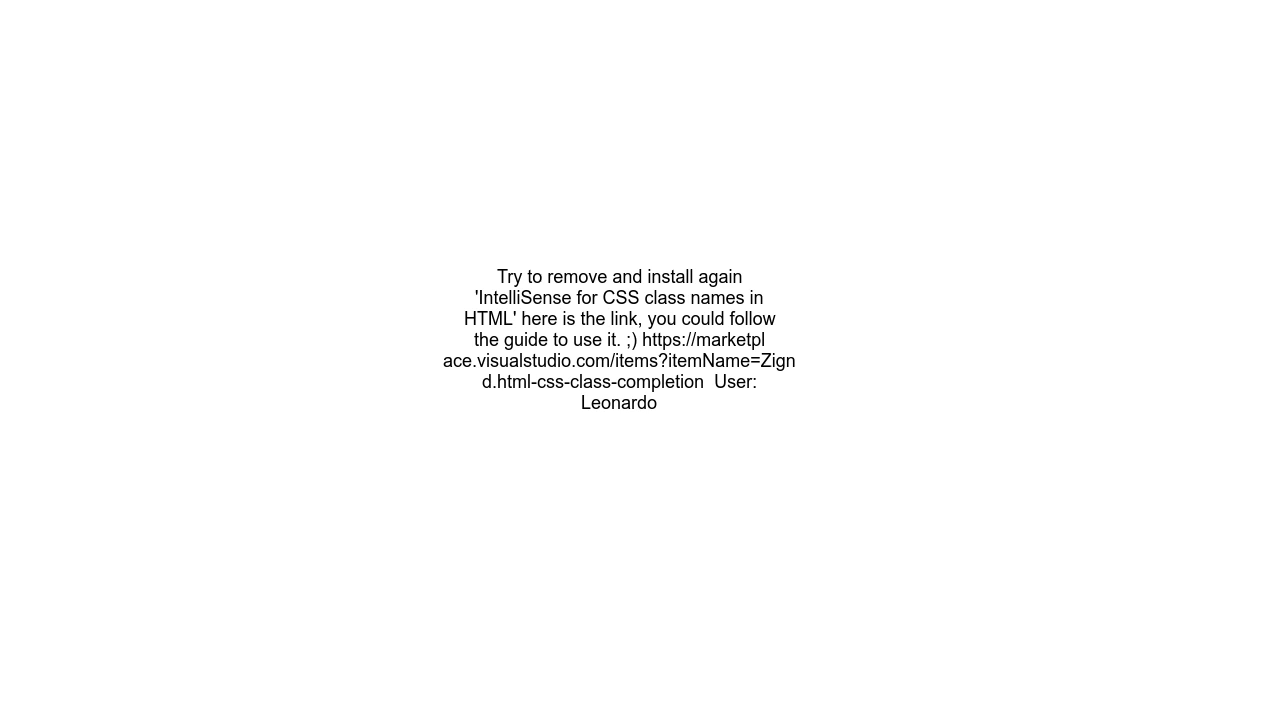 Try to remove and install again
'IntelliSense for CSS class names in
HTML' here is the link, you could follow
the guide to use it. ;) https://marketpl
ace.visualstudio.com/items?itemName=Zign
d.html-css-class-completion  User:
Leonardo